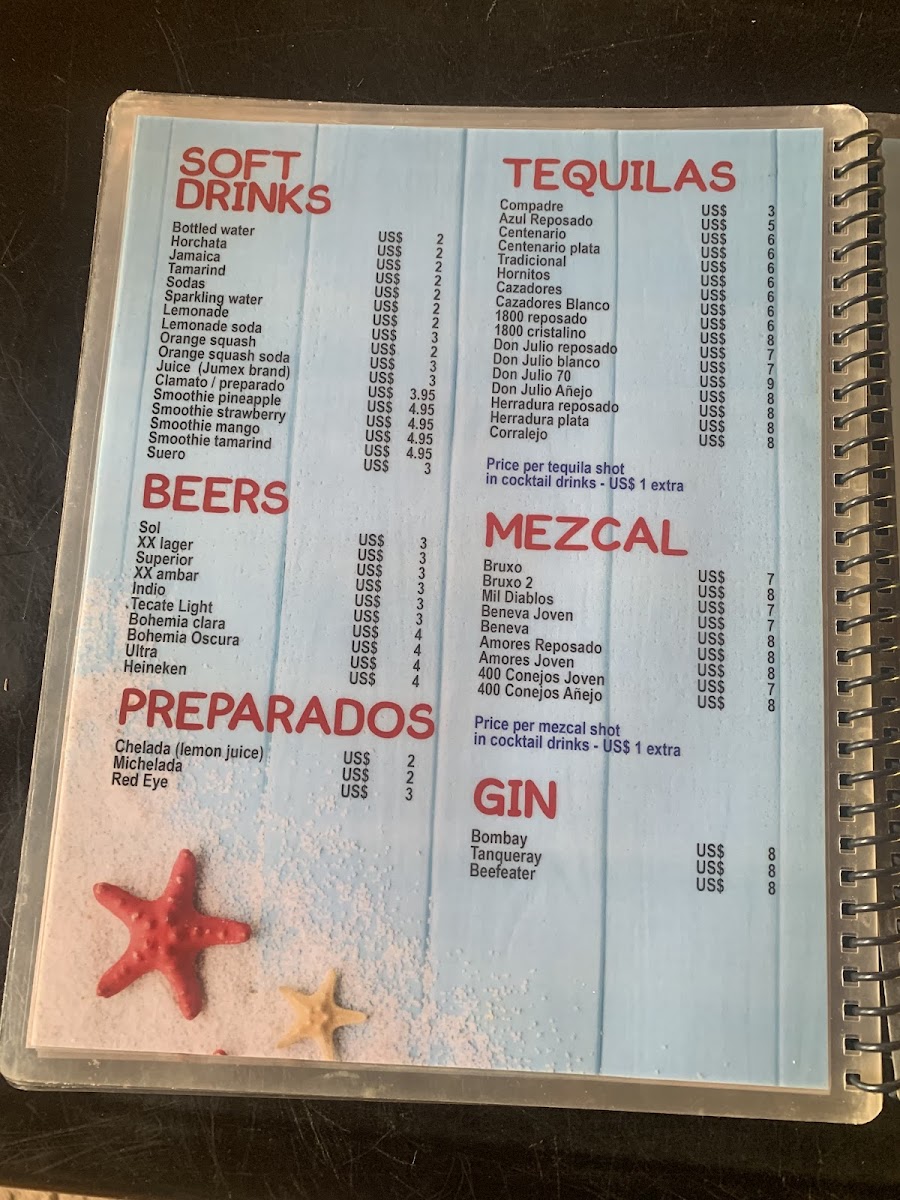 SOFT
DRINKS
Bottled water US$ 2
Horchata US$ 2
Jamaica US$ 2
Tamarind US$ 2
Sodas US$ 2
Sparkling water US$ 2
Lemonade US$ 2
Lemonade soda US$ 3
Orange squash US$ 2
Orange squash soda US$ 3
Juice (Jumex brand) US$ 3
Clamato / preparado US$ 3.95
Smoothie pineapple US$ 4.95
Smoothie strawberry US$ 4.95
Smoothie mango US$ 4.95
Smoothie tamarind US$ 4.95
Suero US$ 3
BEERS
Sol US$ 3
XX lager US$ 3
Superior US$ 3
XX ambar US$ 3
Indio US$ 3
Tecate Light US$ 3
Bohemia clara US$ 4
Bohemia Oscura US$ 4
Ultra US$ 4
Heineken US$ 4
PREPARADOS
Chelada (lemon juice) US$ 2
Michelada US$ 2
Red Eye US$ 3
TEQUILAS
Compadre US$ 3
Azul Reposado US$ 5
Centenario US$ 6
Centenario plata US$ 6
Tradicional US$ 6
Hornitos US$ 6
Cazadores US$ 6
Cazadores Blanco US$ 6
1800 reposado US$ 6
1800 cristalino US$ 8
Don Julio reposado US$ 7
Don Julio blanco US$ 7
Don Julio 70 US$ 9
Don Julio Añejo US$ 8
Herradura reposado US$ 8
Herradura plata US$ 8
Corralejo US$ 8
Price per tequila shot
in cocktail drinks - US$ 1 extra
MEZCAL
Bruxo US$ 7
Bruxo 2 US$ 8
Mil Diablos US$ 7
Beneva Joven US$ 7
Beneva US$ 8
Amores Reposado US$ 8
Amores Joven US$ 8
400 Conejos Joven US$ 7
400 Conejos Añejo US$ 8
Price per mezcal shot
in cocktail drinks - US$ 1 extra
GIN
Bombay US$ 8
Tanqueray US$ 8
Beefeater US$ 8